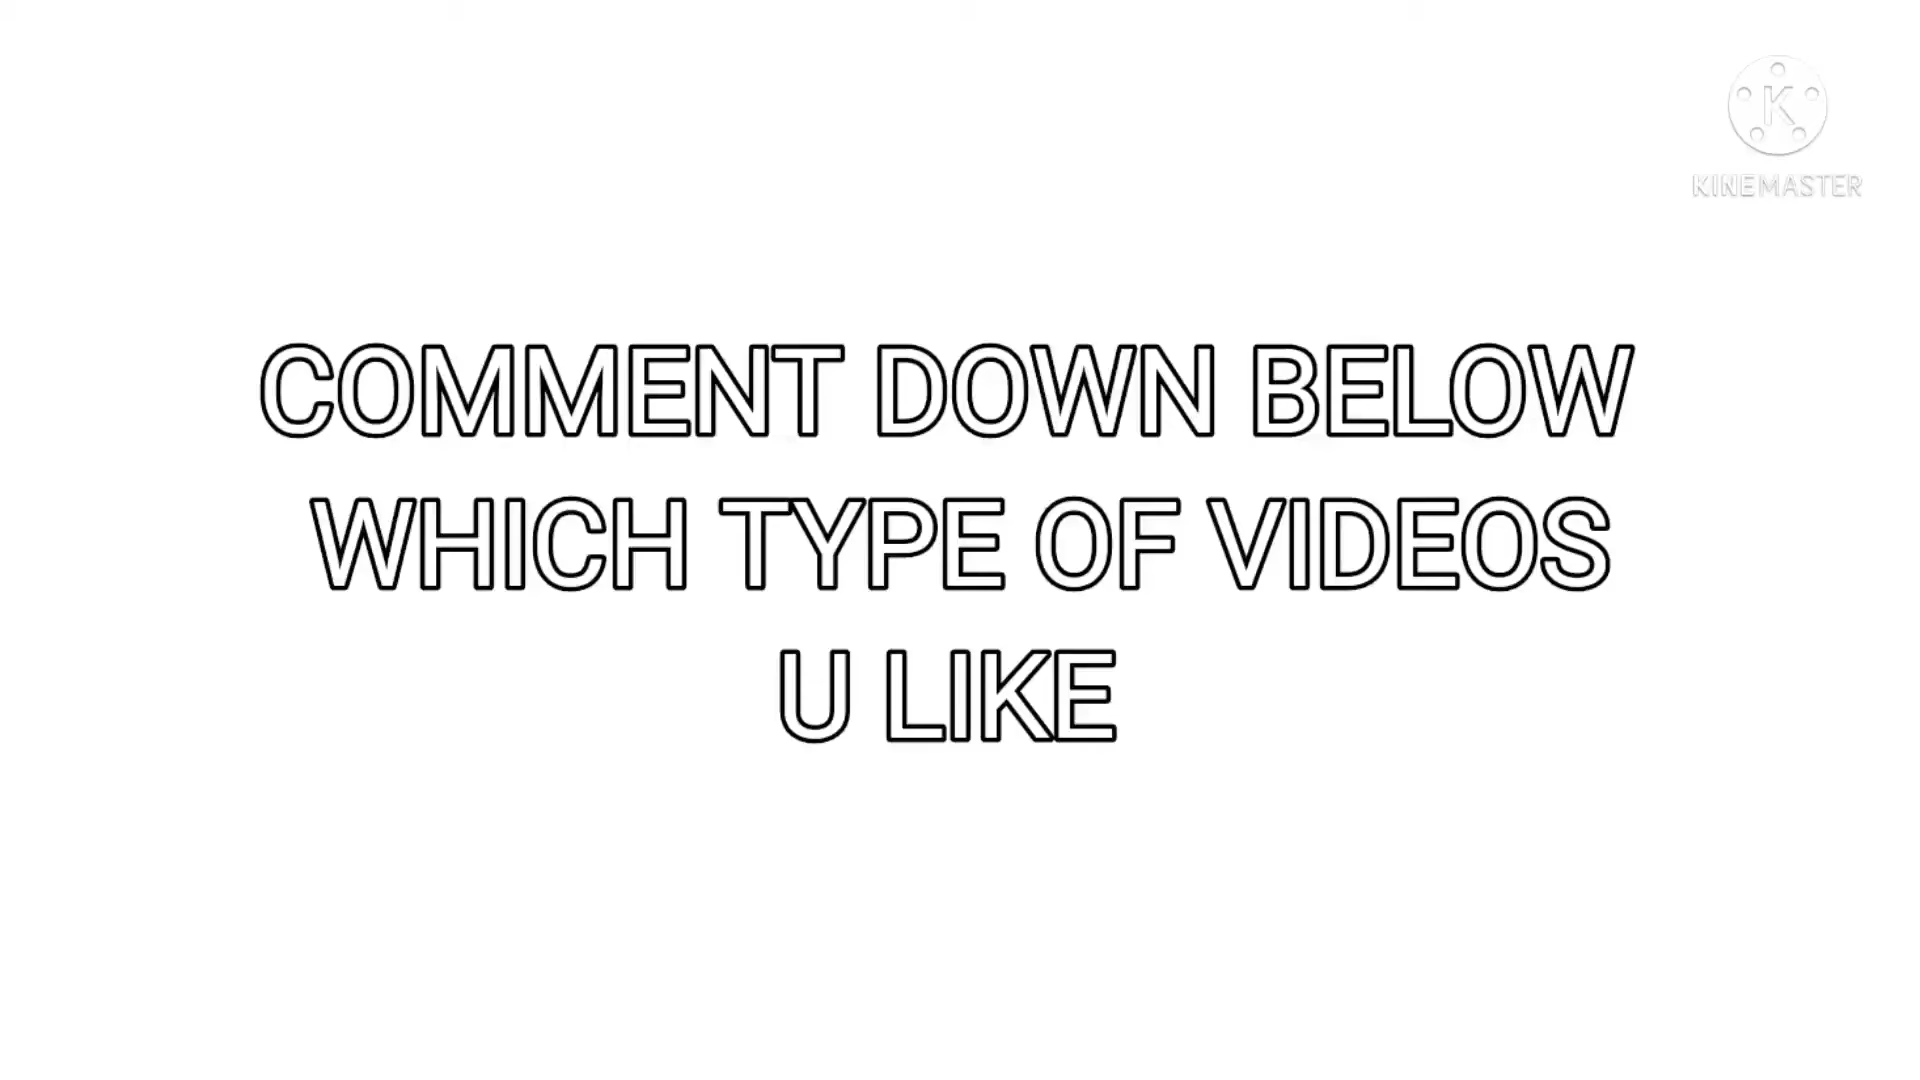 K
KINEMASTER
COMMENT DOWN BELOW
WHICH TYPE OF VIDEOS
U LIKE